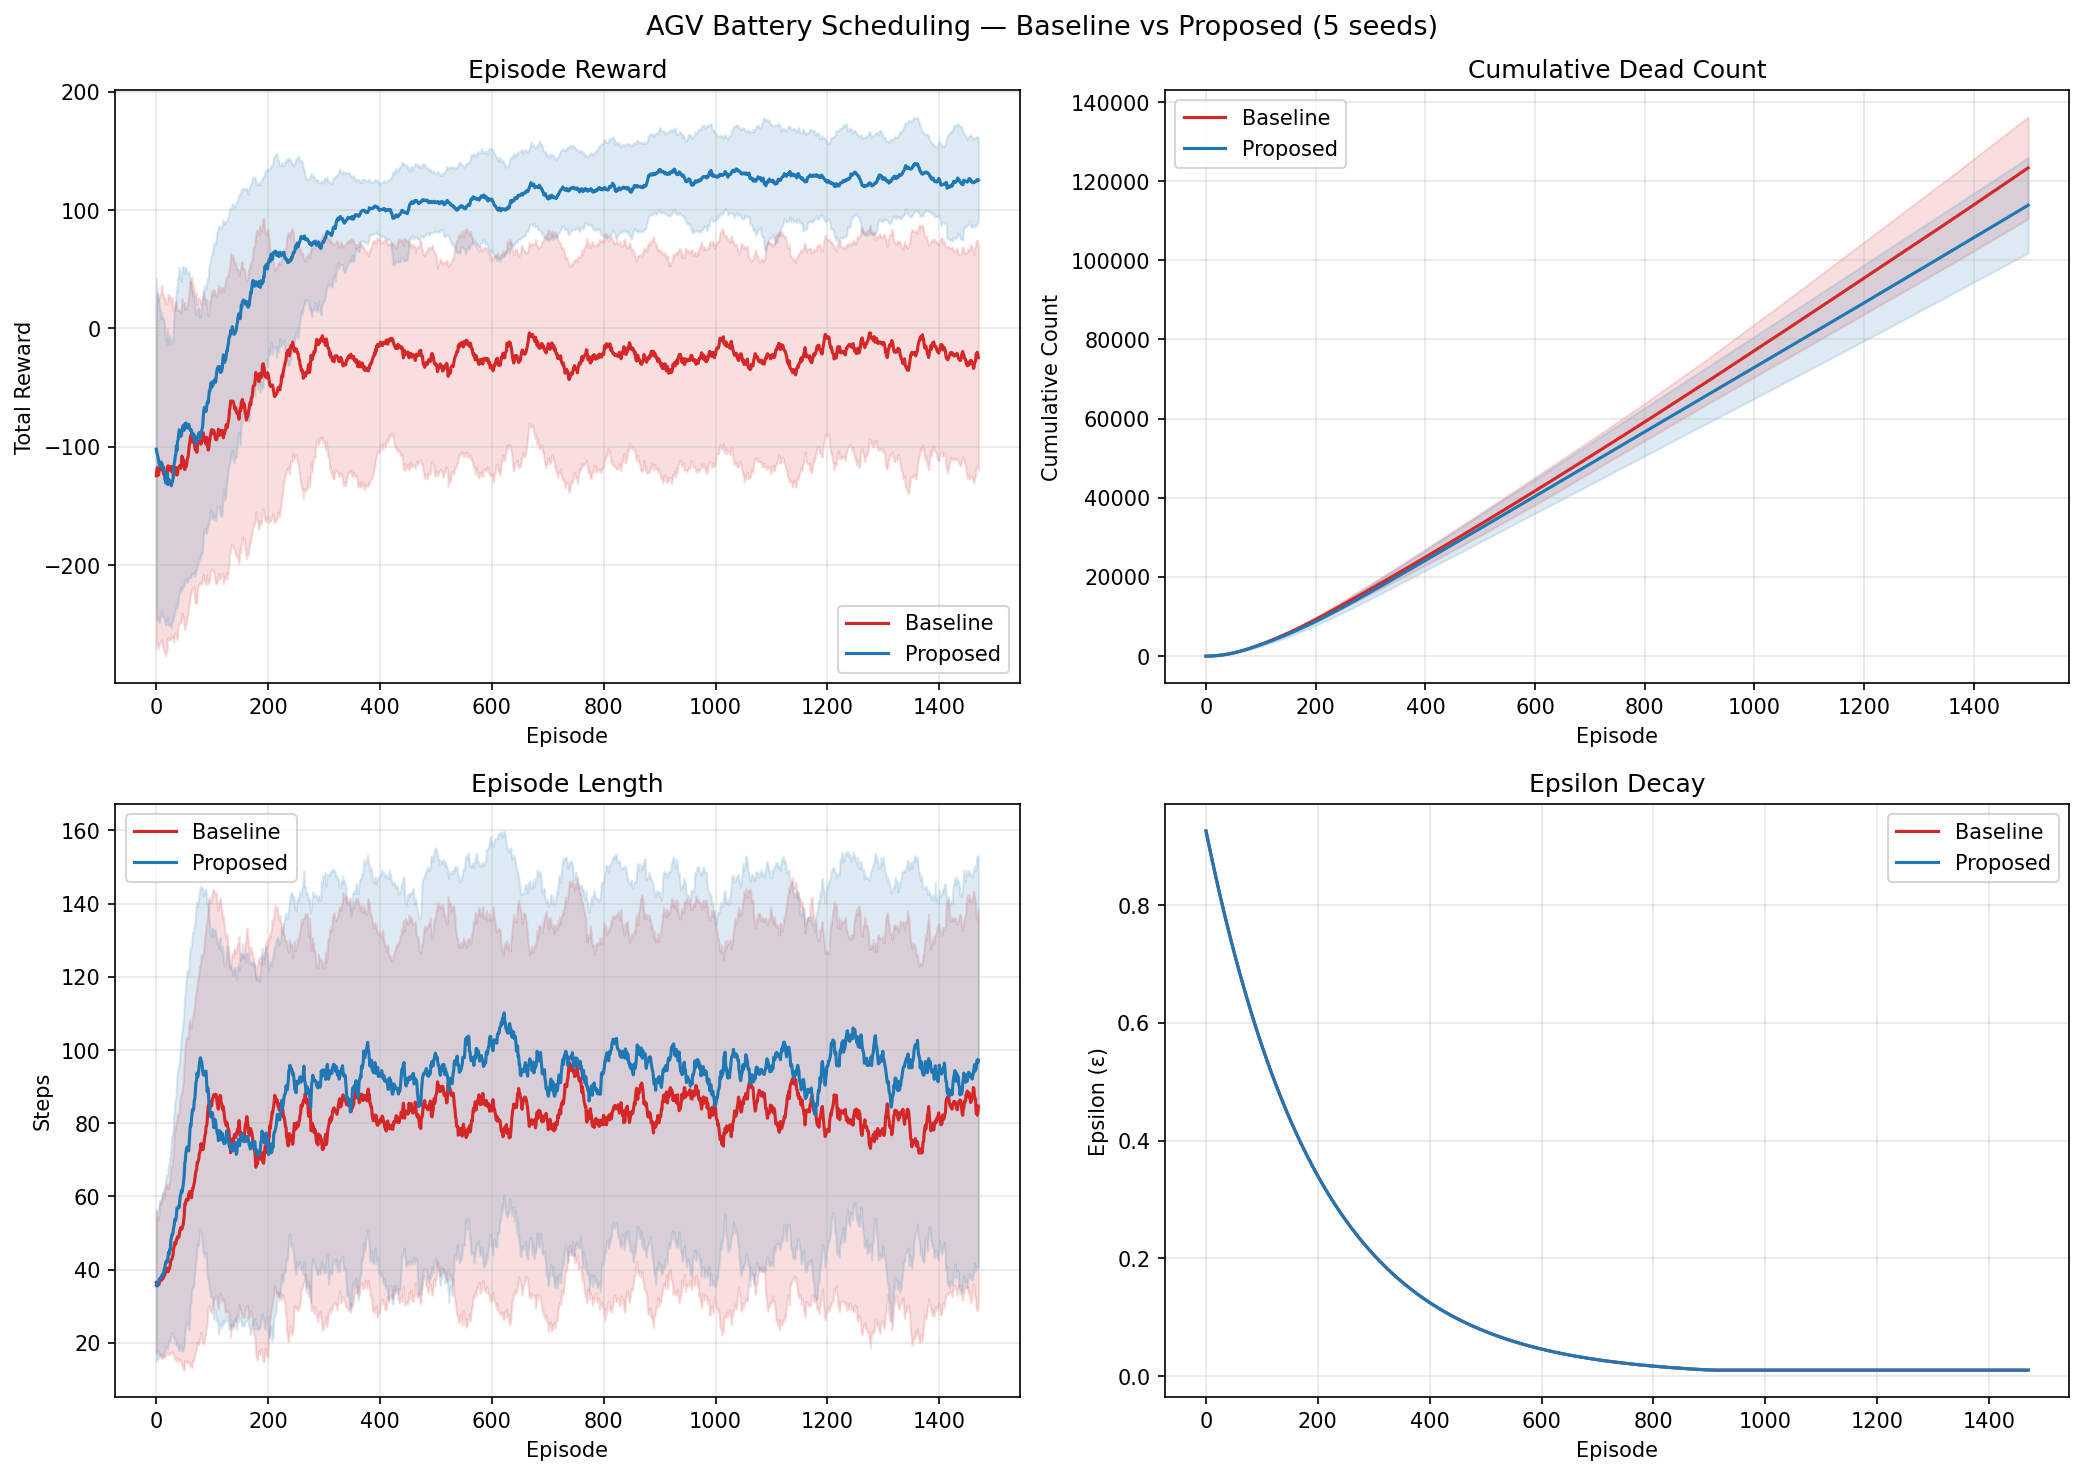 AGV Battery Scheduling — Baseline vs Proposed (5 seeds)
Episode Reward
200
100
0
−100
−200
Total Reward
Baseline
Proposed
0 200 400 600 800 1000 1200 1400
Episode
Cumulative Dead Count
140000
120000
100000
80000
60000
40000
20000
0
Cumulative Count
Baseline
Proposed
0 200 400 600 800 1000 1200 1400
Episode
Episode Length
160
140
120
100
80
60
40
20
Steps
Baseline
Proposed
0 200 400 600 800 1000 1200 1400
Episode
Epsilon Decay
0.8
0.6
0.4
0.2
0.0
Epsilon (ε)
Baseline
Proposed
0 200 400 600 800 1000 1200 1400
Episode